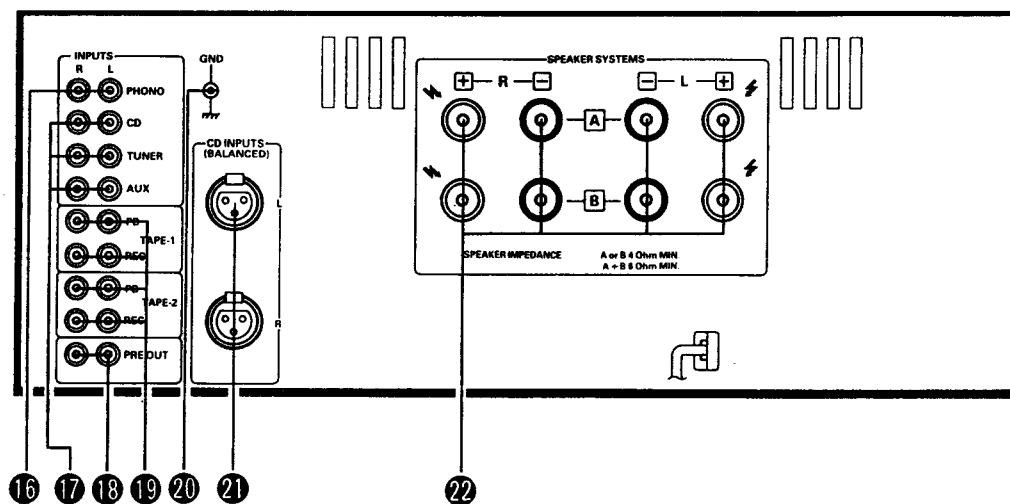 INPUTS
R L
PHONO
CD
TUNER
AUX
PB
TAPE-1
REC
PB
TAPE-2
REC
PRE OUT
GND
CD INPUTS
(BALANCED)
L
R
SPEAKER SYSTEMS
+ R − − L +
A
B
SPEAKER IMPEDANCE A or B 4 Ohm MIN.
A + B 8 Ohm MIN.
16 17 18 19 20 21 22